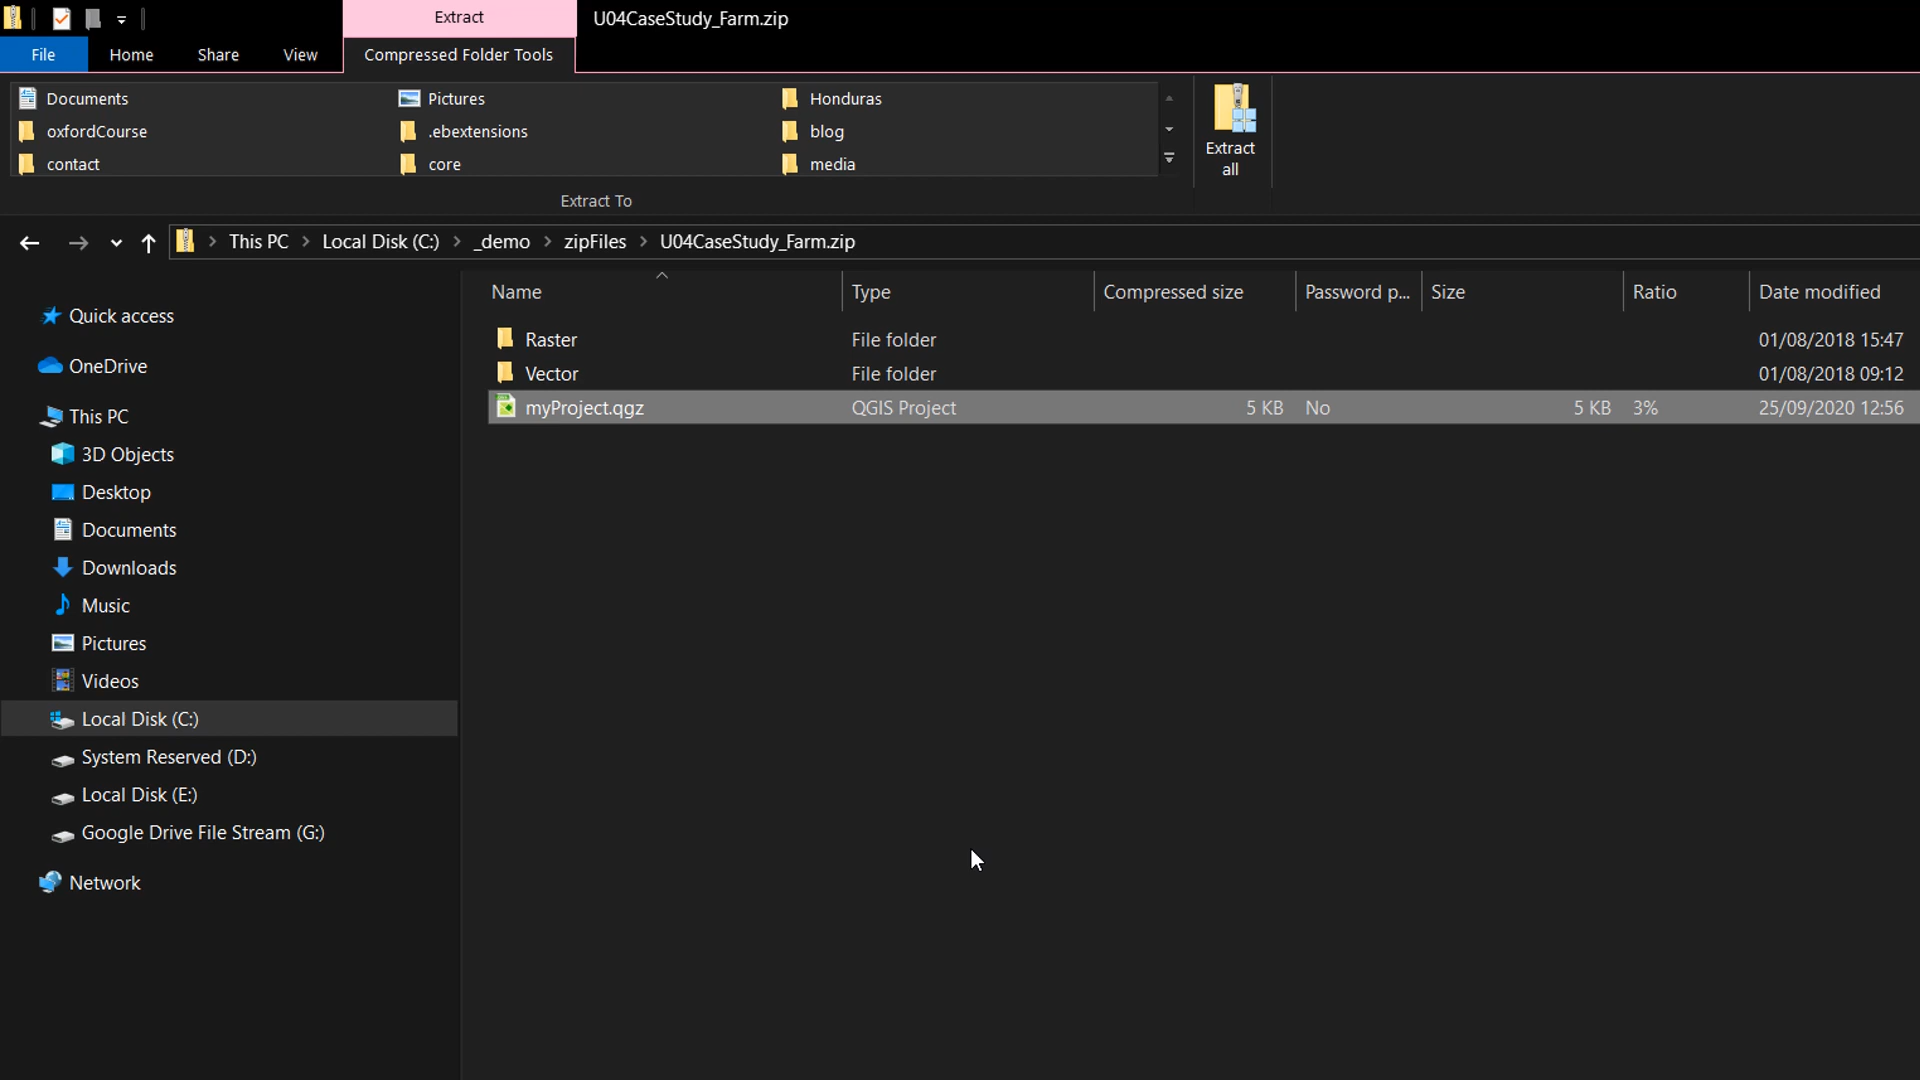 Extract
U04CaseStudy_Farm.zip
File
Home
Share
View
Compressed Folder Tools
Documents
Pictures
Honduras
oxfordCourse
.ebextensions
blog
contact
core
media
Extract all
Extract To
This PC
Local Disk (C:)
_demo
zipFiles
U04CaseStudy_Farm.zip
Name
Type
Compressed size
Password p...
Size
Ratio
Date modified
Raster
File folder
01/08/2018 15:47
Vector
File folder
01/08/2018 09:12
myProject.qgz
QGIS Project
5 KB
No
5 KB
3%
25/09/2020 12:56
Quick access
OneDrive
This PC
3D Objects
Desktop
Documents
Downloads
Music
Pictures
Videos
Local Disk (C:)
System Reserved (D:)
Local Disk (E:)
Google Drive File Stream (G:)
Network